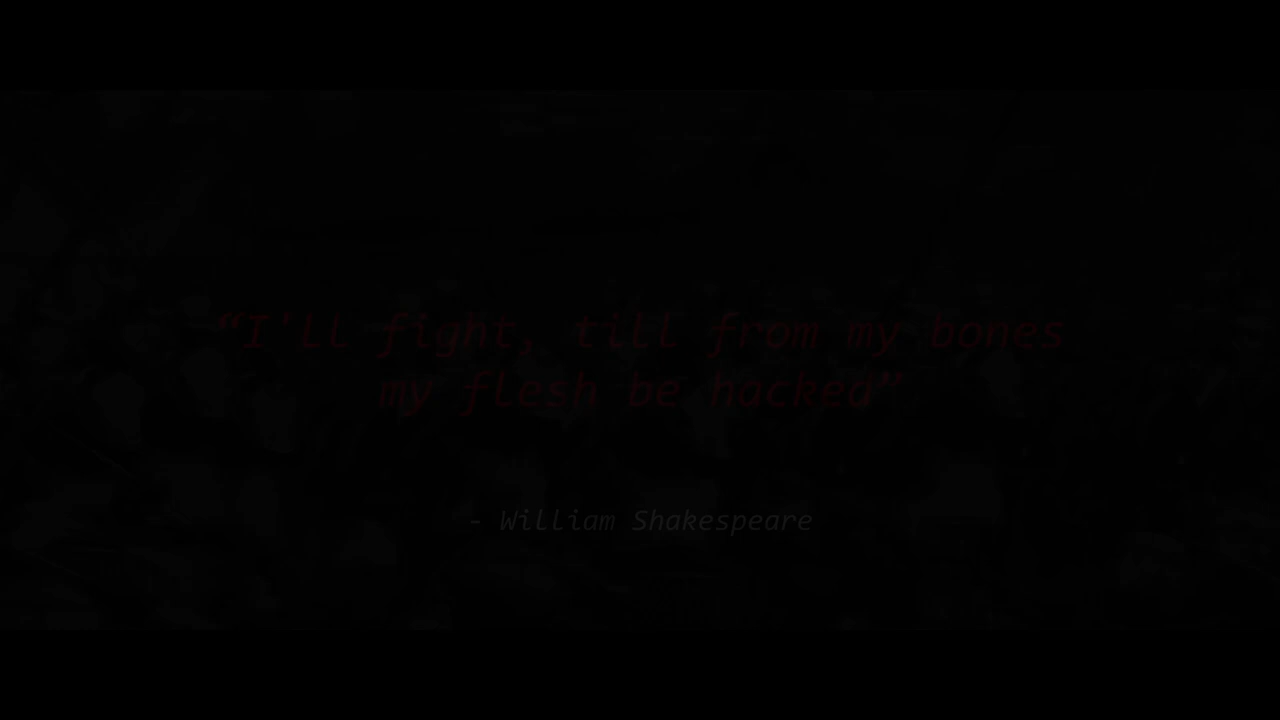 “I'll fight, till from my bones
my flesh be hacked”
- William Shakespeare